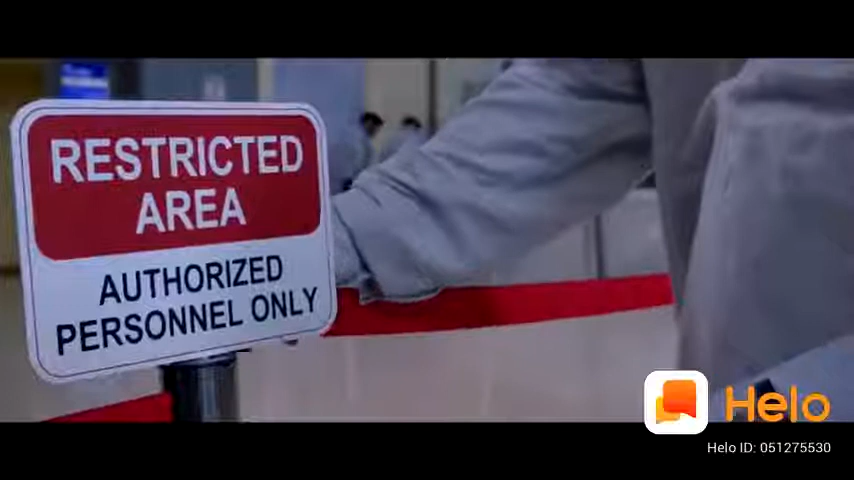 RESTRICTED
AREA
AUTHORIZED
PERSONNEL ONLY
Helo
Helo ID: 051275530